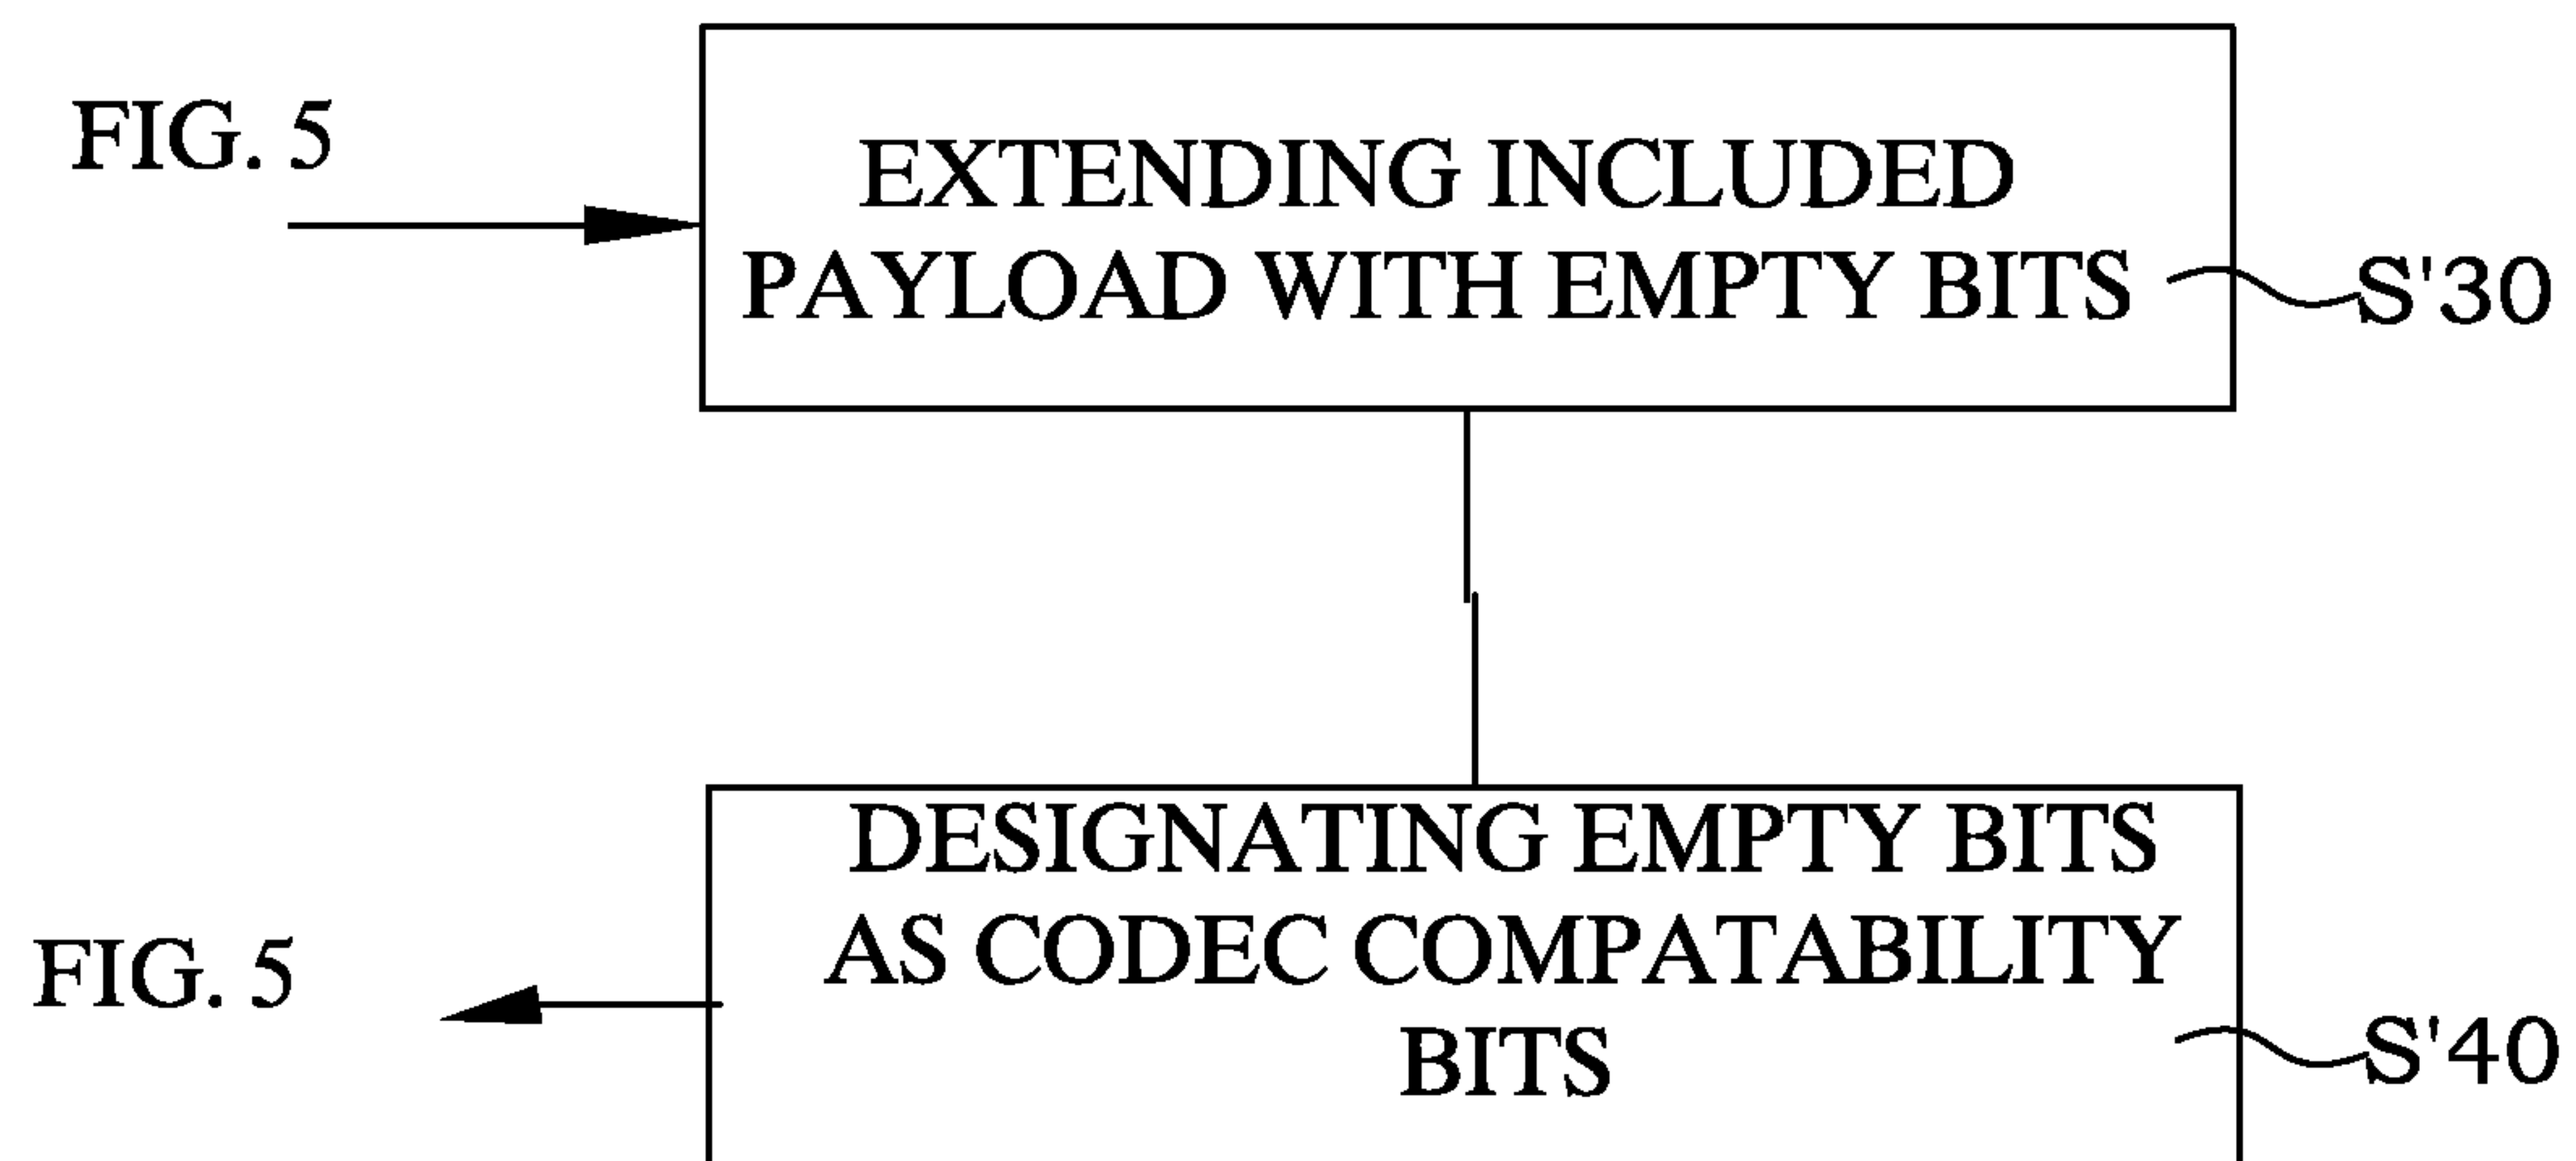 FIG. 5
EXTENDING INCLUDED
PAYLOAD WITH EMPTY BITS
S'30
DESIGNATING EMPTY BITS
AS CODEC COMPATABILITY
BITS
FIG. 5
S'40